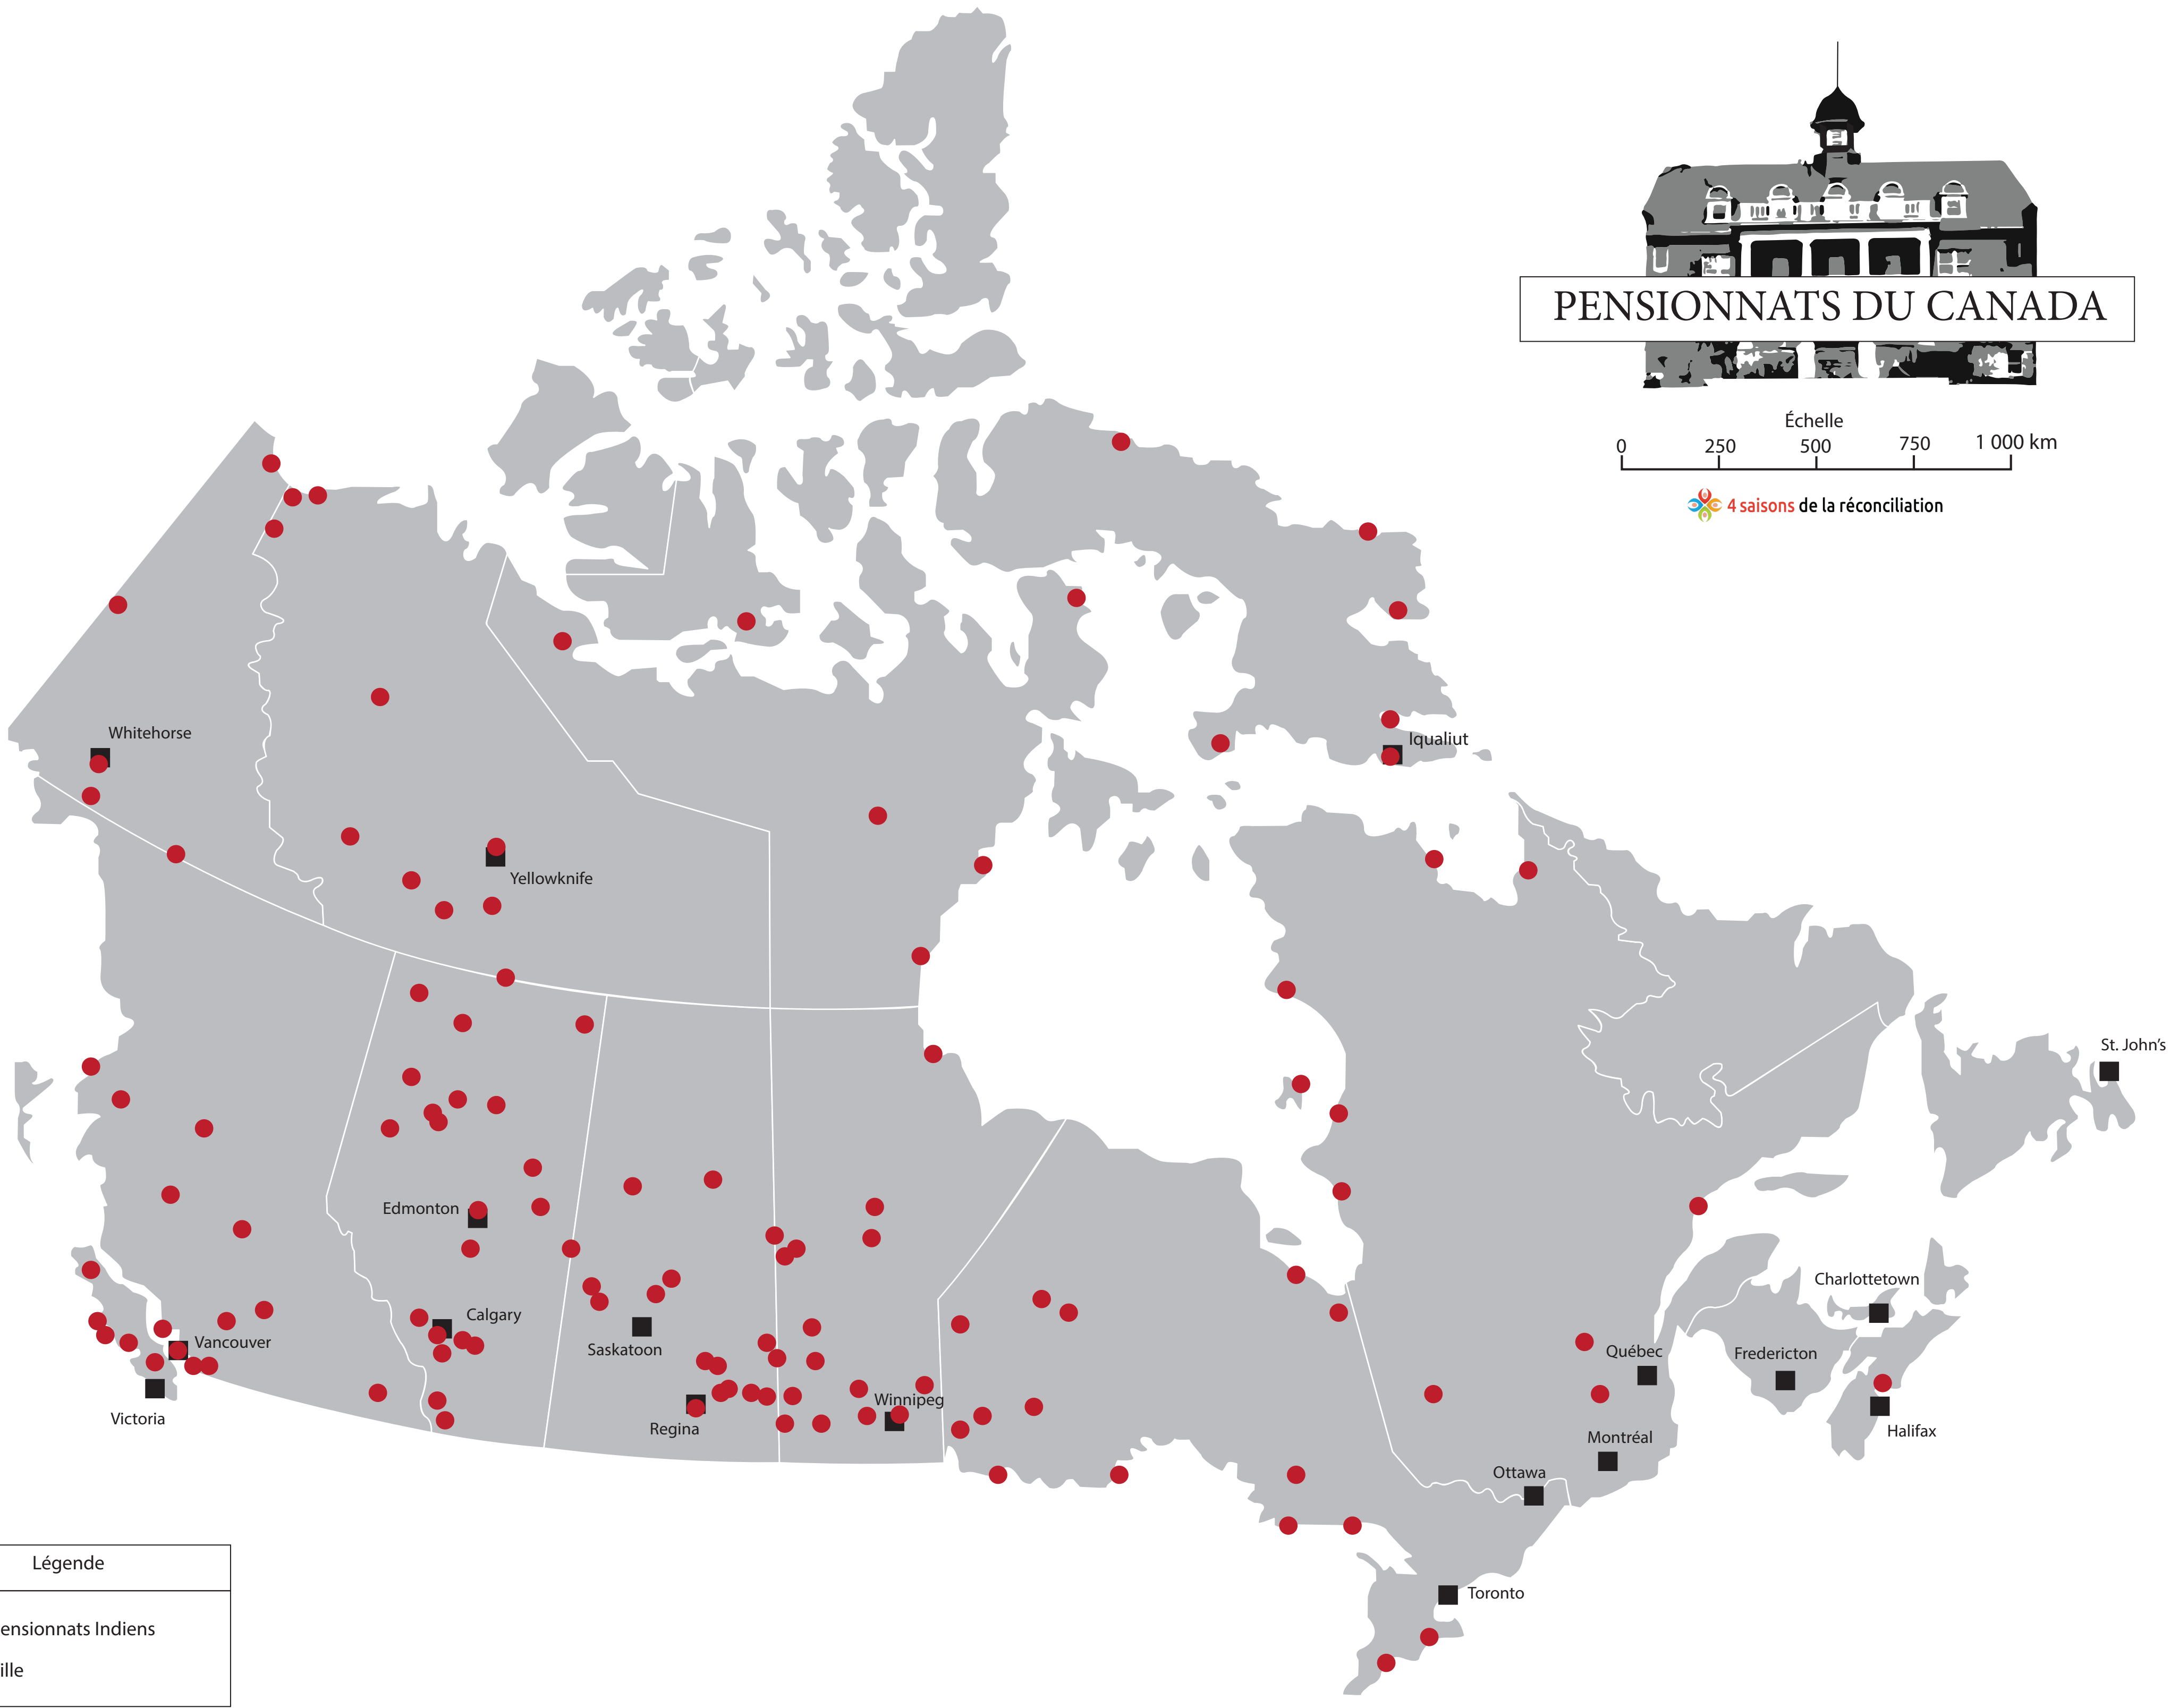 PENSIONNATS DU CANADA
Échelle
0 250 500 750 1 000 km
4 saisons de la réconciliation
Whitehorse
Iqualiut
Yellowknife
St. John's
Edmonton
Charlottetown
Calgary
Vancouver
Saskatoon
Québec
Fredericton
Winnipeg
Victoria
Regina
Halifax
Montréal
Ottawa
Toronto
Légende
ensionnats Indiens
ille